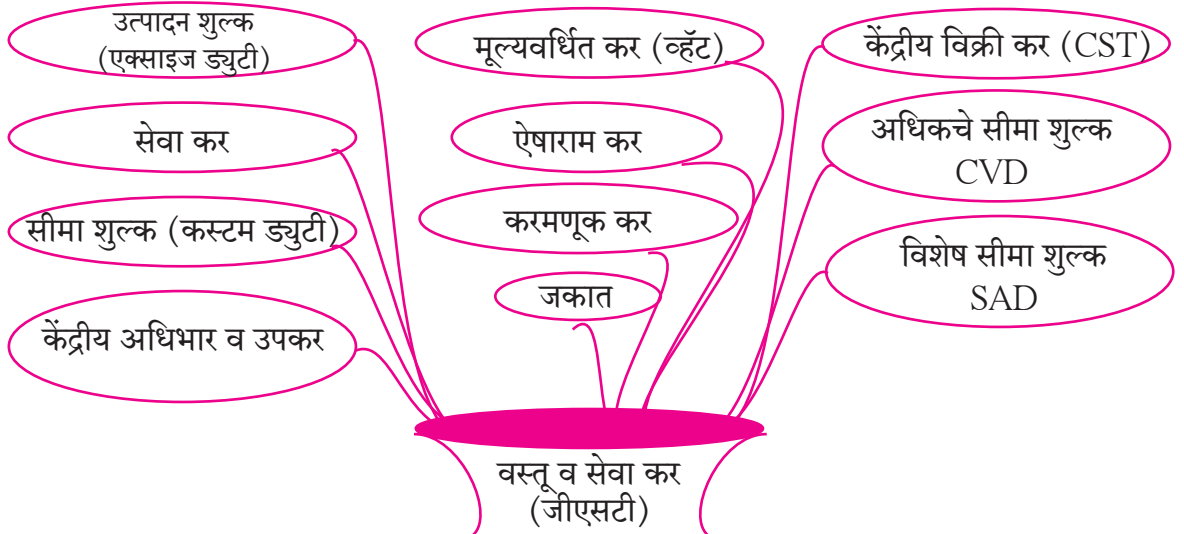 उत्पादन शुल्क
(एक्साइज ड्युटी)
सेवा कर
सीमा शुल्क (कस्टम ड्युटी)
केंद्रीय अधिभार व उपकर
मूल्यवर्धित कर (व्हॅट)
ऐषाराम कर
करमणूक कर
जकात
केंद्रीय विक्री कर (CST)
अधिकचे सीमा शुल्क
CVD
विशेष सीमा शुल्क
SAD
वस्तू व सेवा कर
(जीएसटी)